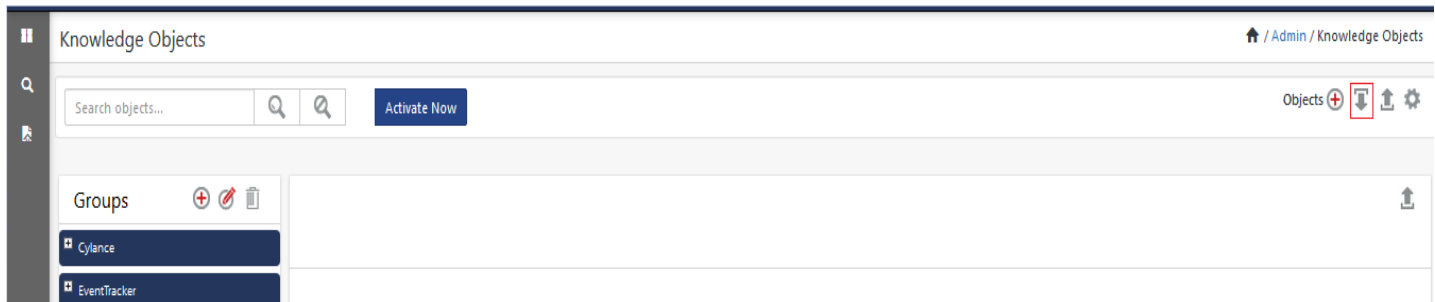 Knowledge Objects
/ Admin / Knowledge Objects
Search objects...
Activate Now
Objects
Groups
Cylance
EventTracker